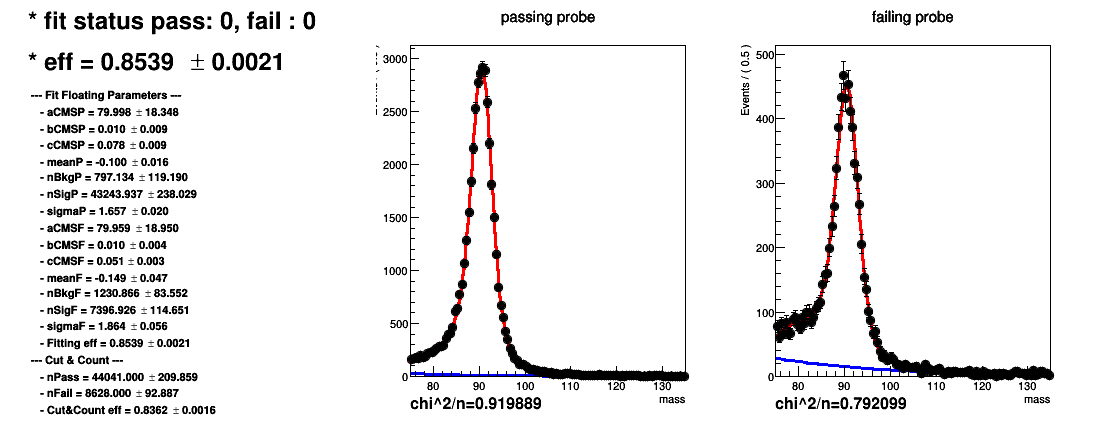 * fit status pass: 0, fail : 0
* eff = 0.8539 ± 0.0021
--- Fit Floating Parameters ---
- aCMSP = 79.998 ± 18.348
- bCMSP = 0.010 ± 0.009
- cCMSP = 0.078 ± 0.009
- meanP = -0.100 ± 0.016
- nBkgP = 797.134 ± 119.190
- nSigP = 43243.937 ± 238.029
- sigmaP = 1.657 ± 0.020
- aCMSF = 79.959 ± 18.950
- bCMSF = 0.010 ± 0.004
- cCMSF = 0.051 ± 0.003
- meanF = -0.149 ± 0.047
- nBkgF = 1230.866 ± 83.552
- nSigF = 7396.926 ± 114.651
- sigmaF = 1.864 ± 0.056
- Fitting eff = 0.8539 ± 0.0021
--- Cut & Count ---
- nPass = 44041.000 ± 209.859
- nFail = 8628.000 ± 92.887
- Cut&Count eff = 0.8362 ± 0.0016
passing probe
3000
2500
2000
1500
1000
500
0
80 90 100 110 120 130
mass
chi^2/n=0.919889
failing probe
Events / ( 0.5 )
500
400
300
200
100
0
80 90 100 110 120 130
mass
chi^2/n=0.792099